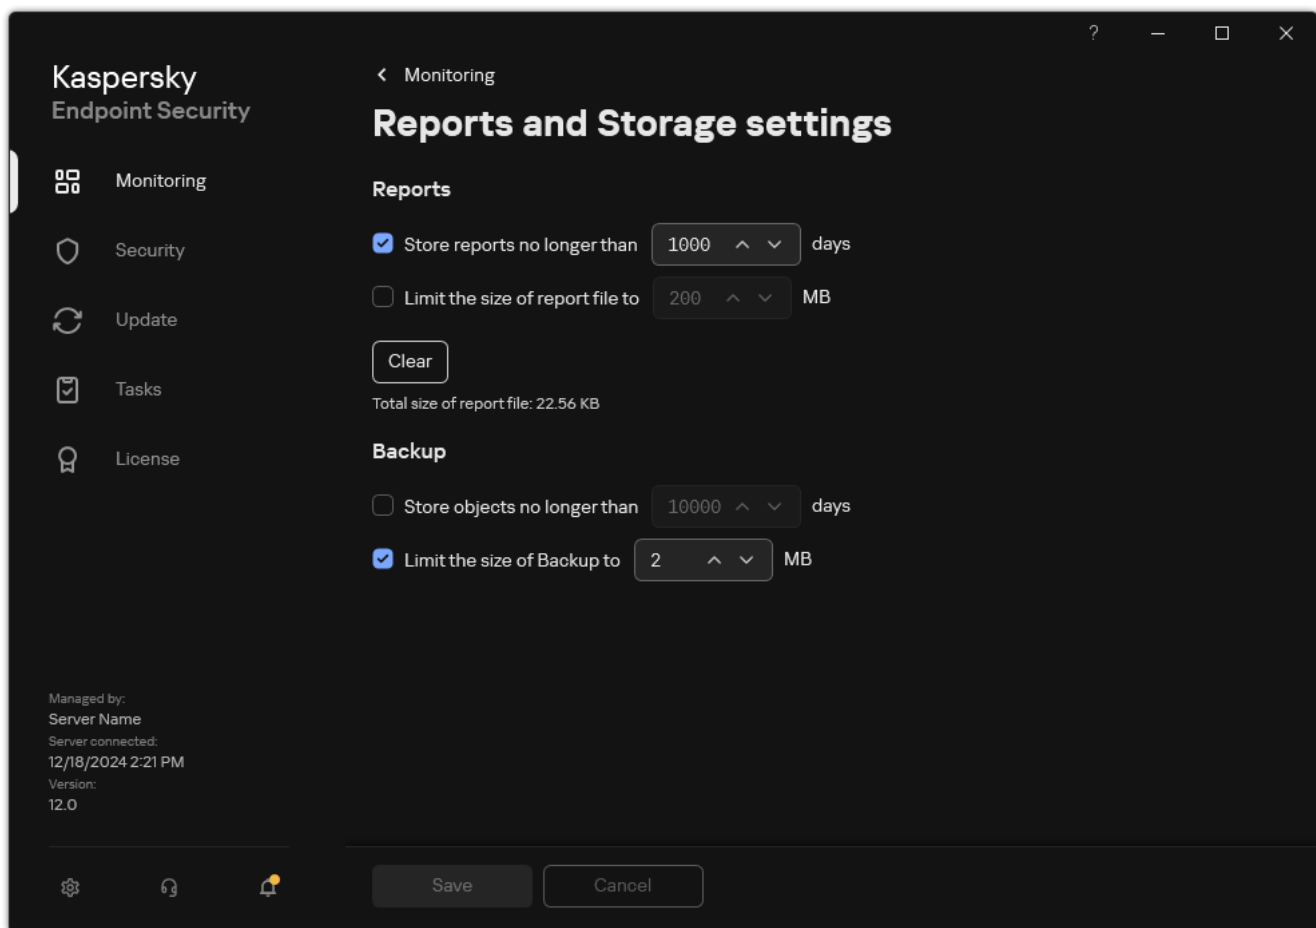 ?
Kaspersky
Endpoint Security
Monitoring
Security
Update
Tasks
License
Managed by:
Server Name
Server connected:
12/18/2024 2:21 PM
Version:
12.0
Monitoring
Reports and Storage settings
Reports
Store reports no longer than 1000 days
Limit the size of report file to 200 MB
Clear
Total size of report file: 22.56 KB
Backup
Store objects no longer than 10000 days
Limit the size of Backup to 2 MB
Save Cancel